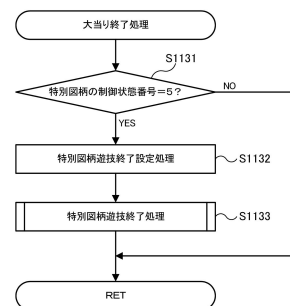 大当り終了処理
S1131
特別図柄の制御状態番号=5?
NO
YES
特別図柄遊技終了設定処理
S1132
特別図柄遊技終了処理
S1133
RET